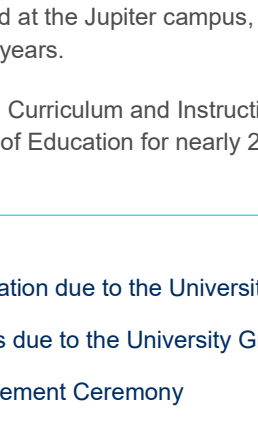 d at the Jupiter campus,
years.
Curriculum and Instructi
of Education for nearly 2
ation due to the Universit
s due to the University G
ement Ceremony